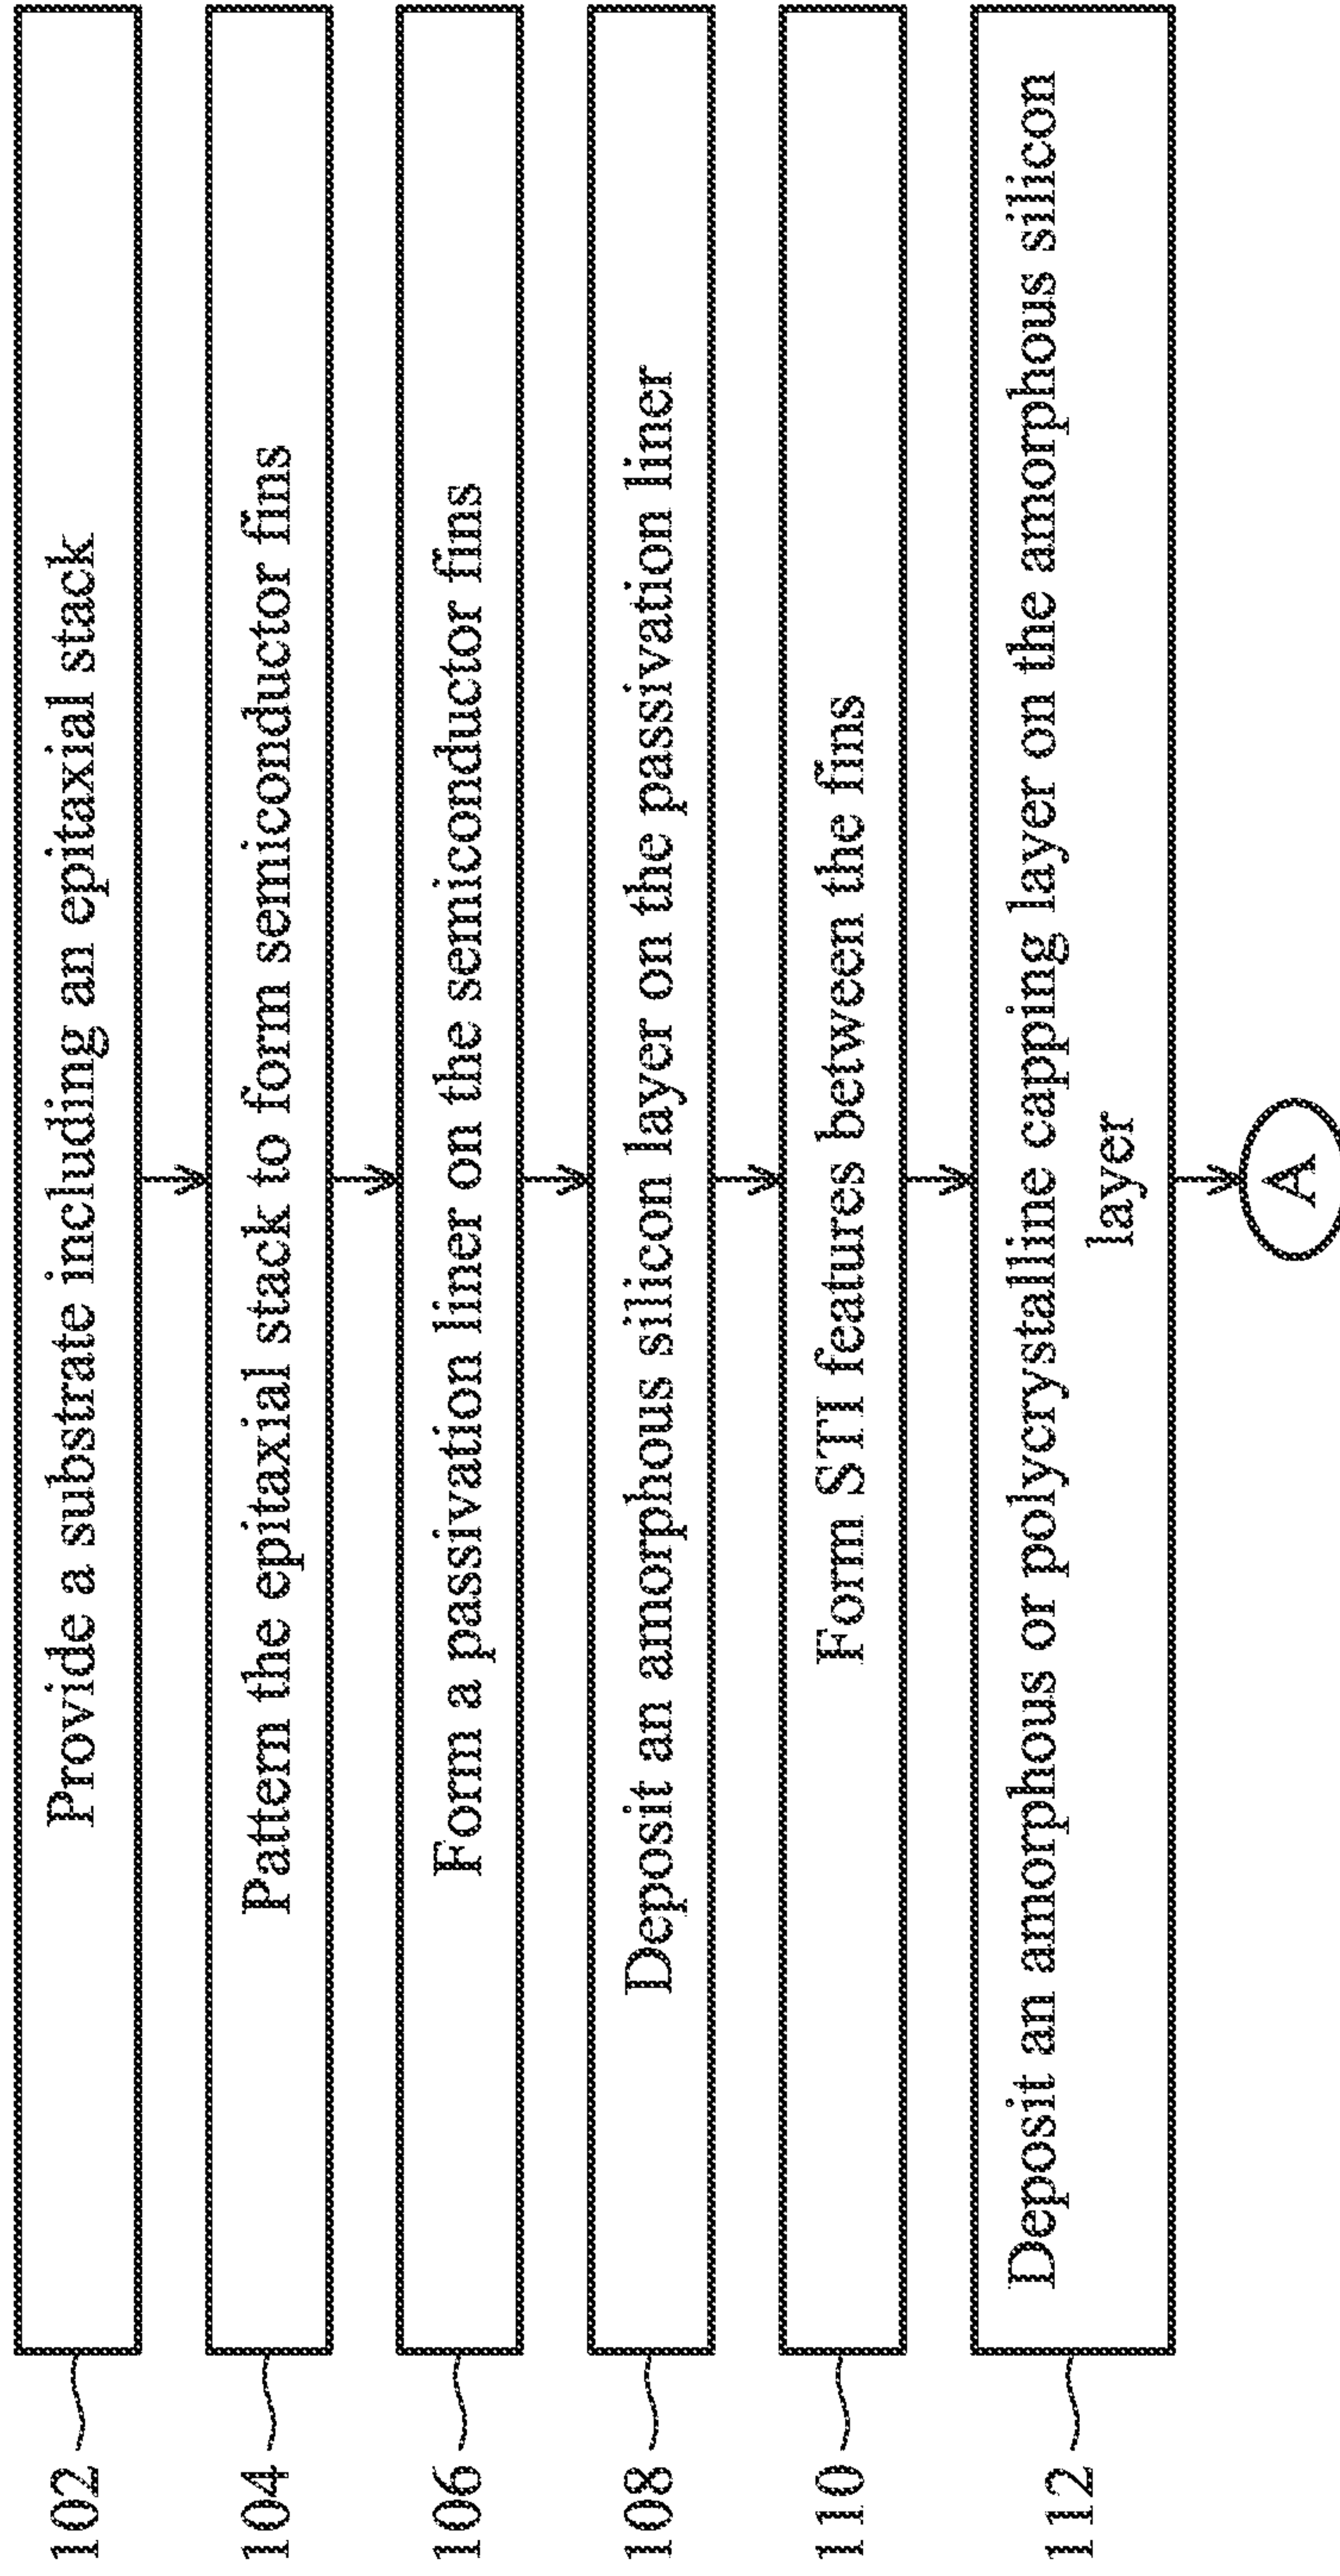 102
Provide a substrate including an epitaxial stack
104
Pattern the epitaxial stack to form semiconductor fins
106
Form a passivation liner on the semiconductor fins
108
Deposit an amorphous silicon layer on the passivation liner
110
Form STI features between the fins
112
Deposit an amorphous or polycrystalline capping layer on the amorphous silicon
layer
A